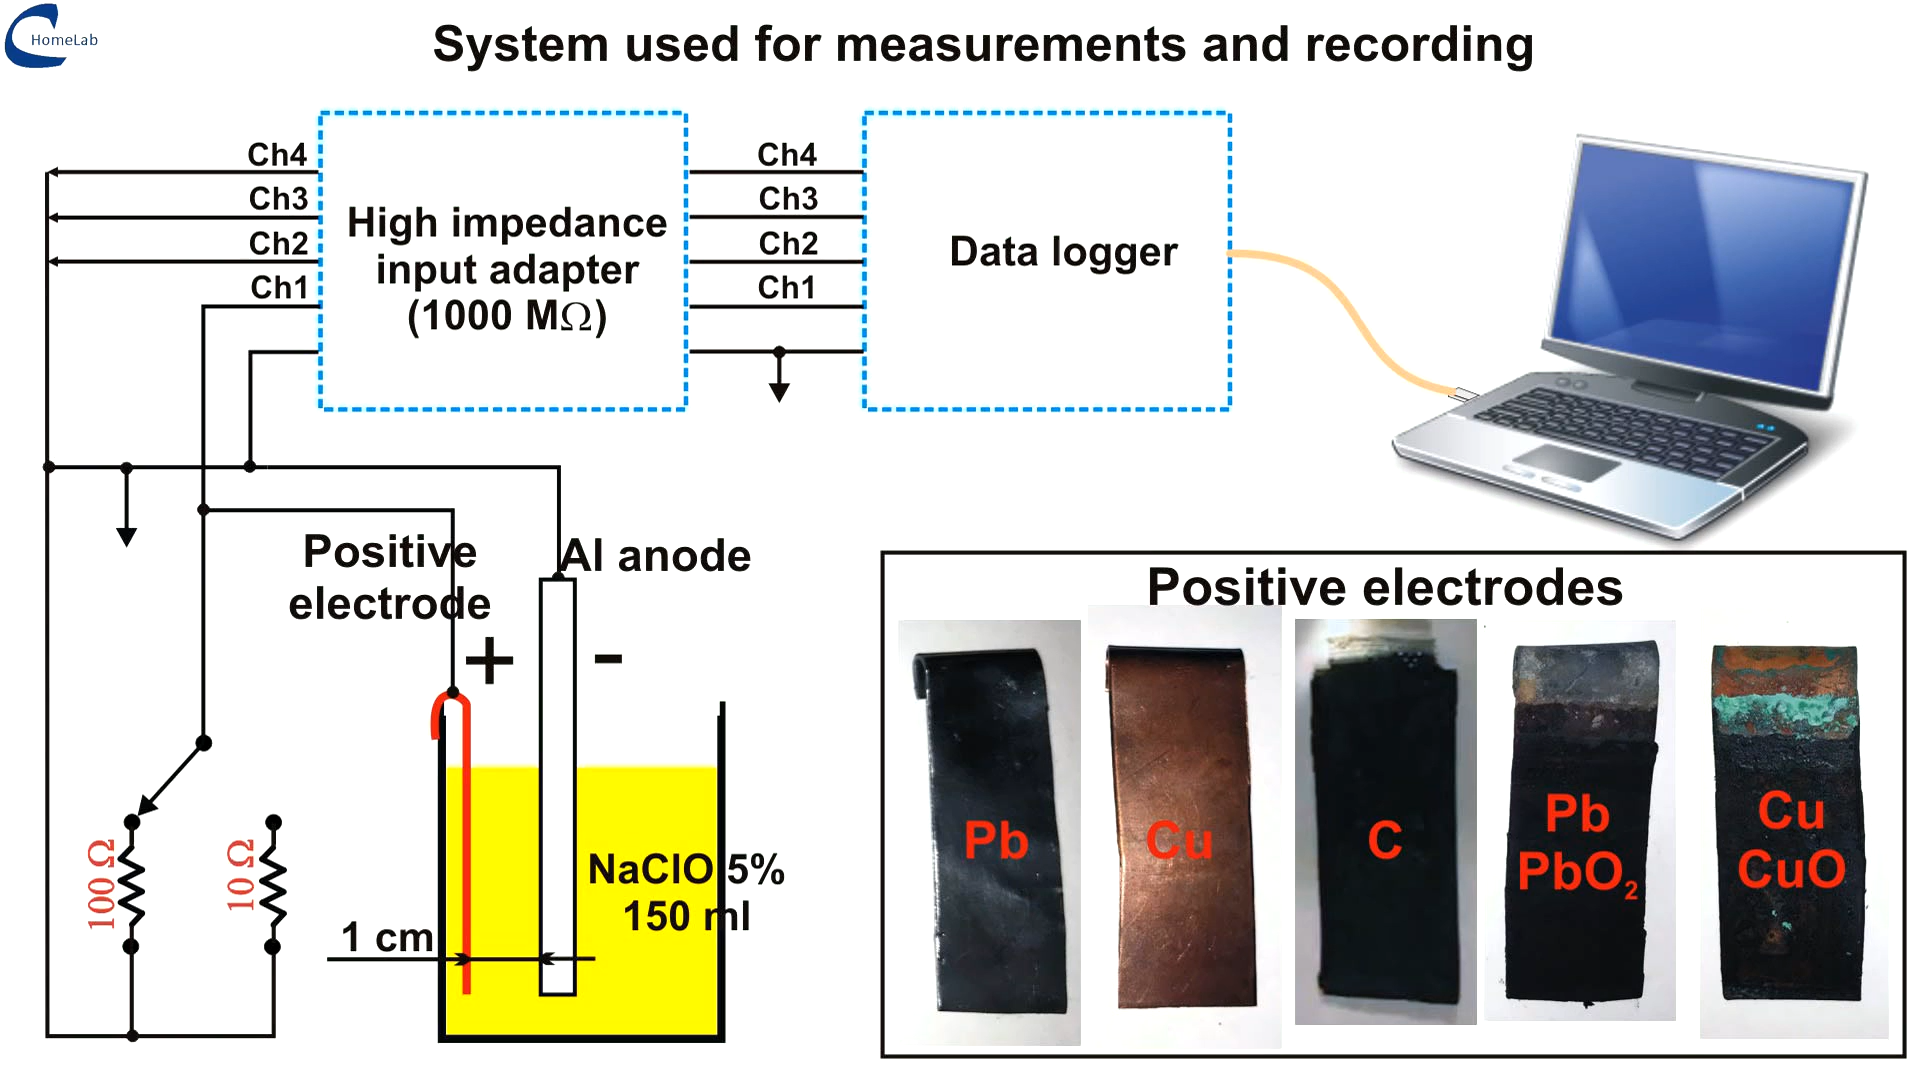 HomeLab
System used for measurements and recording
Ch4
Ch3
Ch2
Ch1
High impedance
input adapter
(1000 MΩ)
Ch4
Ch3
Ch2
Ch1
Data logger
Positive
electrode
Al anode
+
-
100 Ω
10 Ω
1 cm
NaClO 5%
150 ml
Positive electrodes
Pb
Cu
C
Pb
PbO₂
Cu
CuO